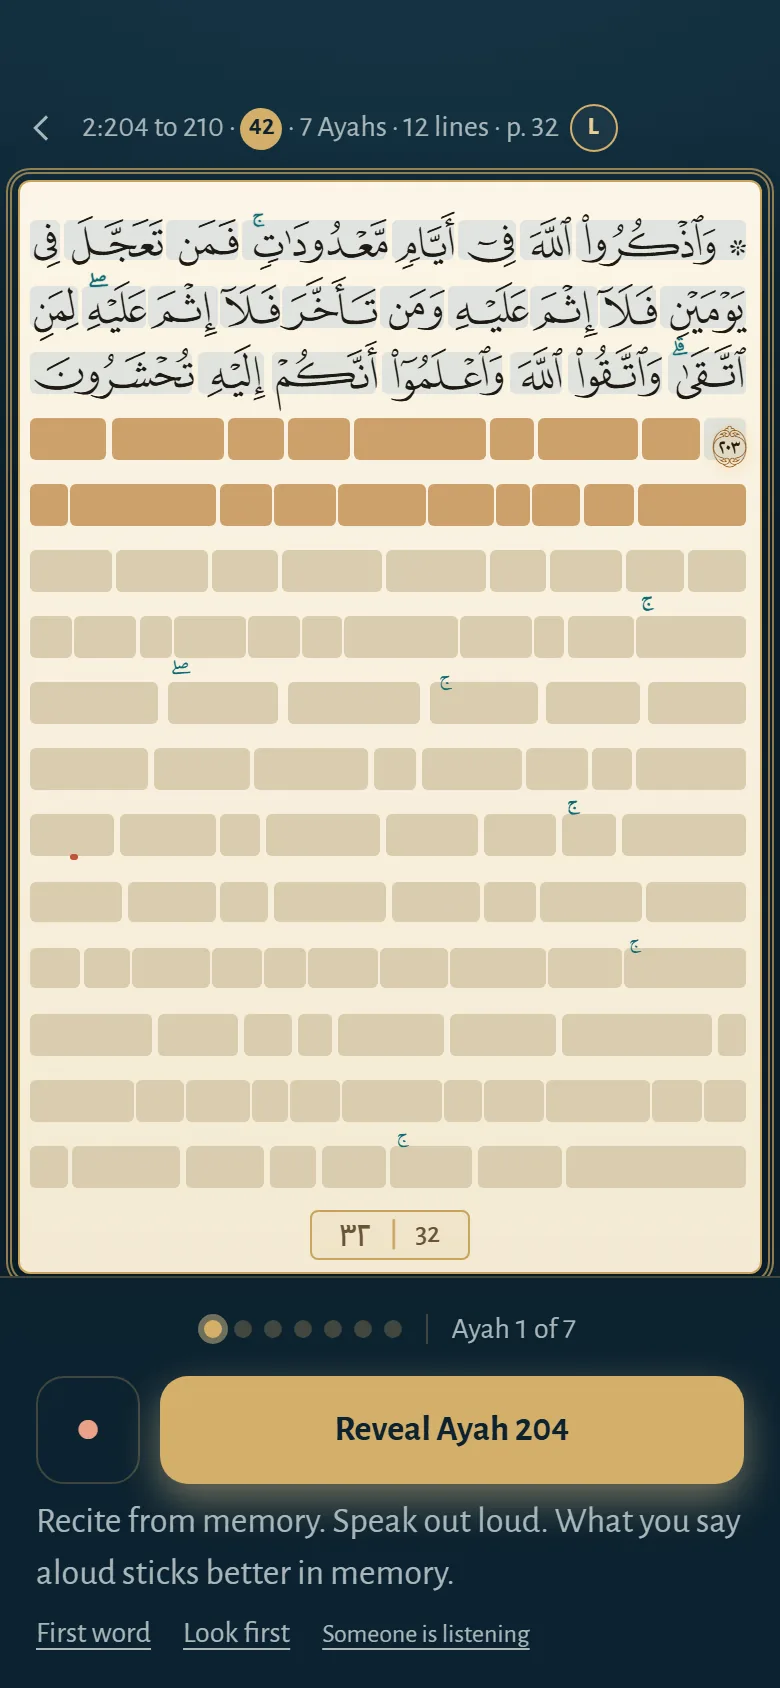 2:204 to 210 · 42 · 7 Ayahs · 12 lines · p. 32 L
۞ وَٱذْكُرُوا۟ ٱللَّهَ فِىٓ أَيَّامٍ مَّعْدُودَٰتٍ ۚ فَمَن تَعَجَّلَ فِى
يَوْمَيْنِ فَلَآ إِثْمَ عَلَيْهِ وَمَن تَأَخَّرَ فَلَآ إِثْمَ عَلَيْهِ ۖ لِمَنِ
ٱتَّقَىٰ ۗ وَٱتَّقُوا۟ ٱللَّهَ وَٱعْلَمُوٓا۟ أَنَّكُمْ إِلَيْهِ تُحْشَرُونَ
٢٠٣
ج
صلے
ج
ج
ج
ج
٣٢ | 32
Ayah 1 of 7
Reveal Ayah 204
Recite from memory. Speak out loud. What you say
aloud sticks better in memory.
First word Look first Someone is listening